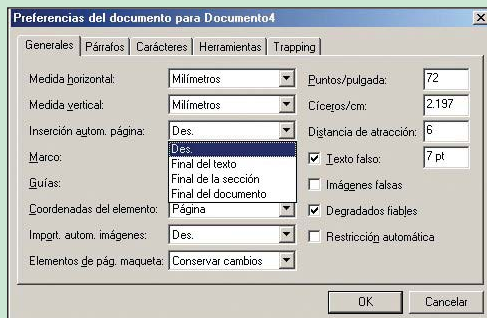 Preferencias del documento para Documento4
Generales Párrafos Carácteres Herramientas Trapping
Medida horizontal: Milímetros Puntos/pulgada: 72
Medida vertical: Milímetros Cíceros/cm: 2.197
Inserción autom. página: Des. Distancia de atracción: 6
Des.
Marco: Final del texto Texto falso: 7 pt
Final de la sección
Guías: Final del documento Imágenes falsas
Coordenadas del elemento: Página Degradados fiables
Import. autom. imágenes: Des. Restricción automática
Elementos de pág. maqueta: Conservar cambios
OK Cancelar